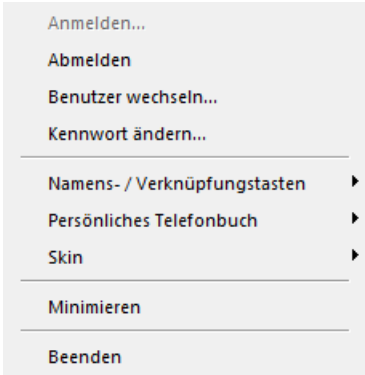 Anmelden...
Abmelden
Benutzer wechseln...
Kennwort ändern...
Namens- / Verknüpfungstasten
Persönliches Telefonbuch
Skin
Minimieren
Beenden